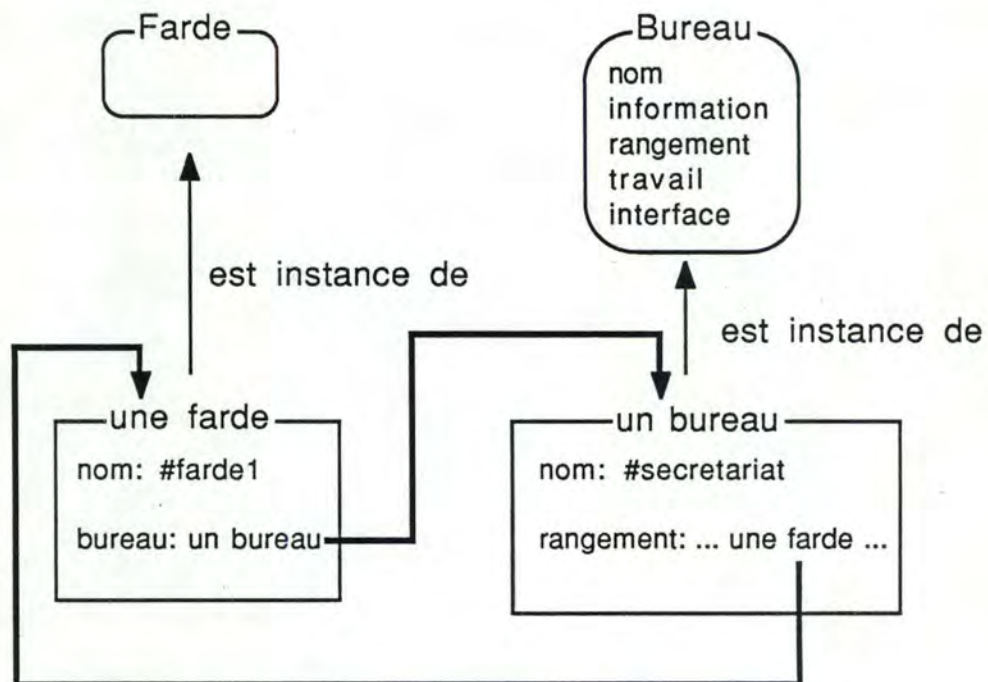 Farde
Bureau
nom
information
rangement
travail
interface
est instance de
est instance de
une farde
nom: #farde1
bureau: un bureau
un bureau
nom: #secretariat
rangement: ... une farde ...